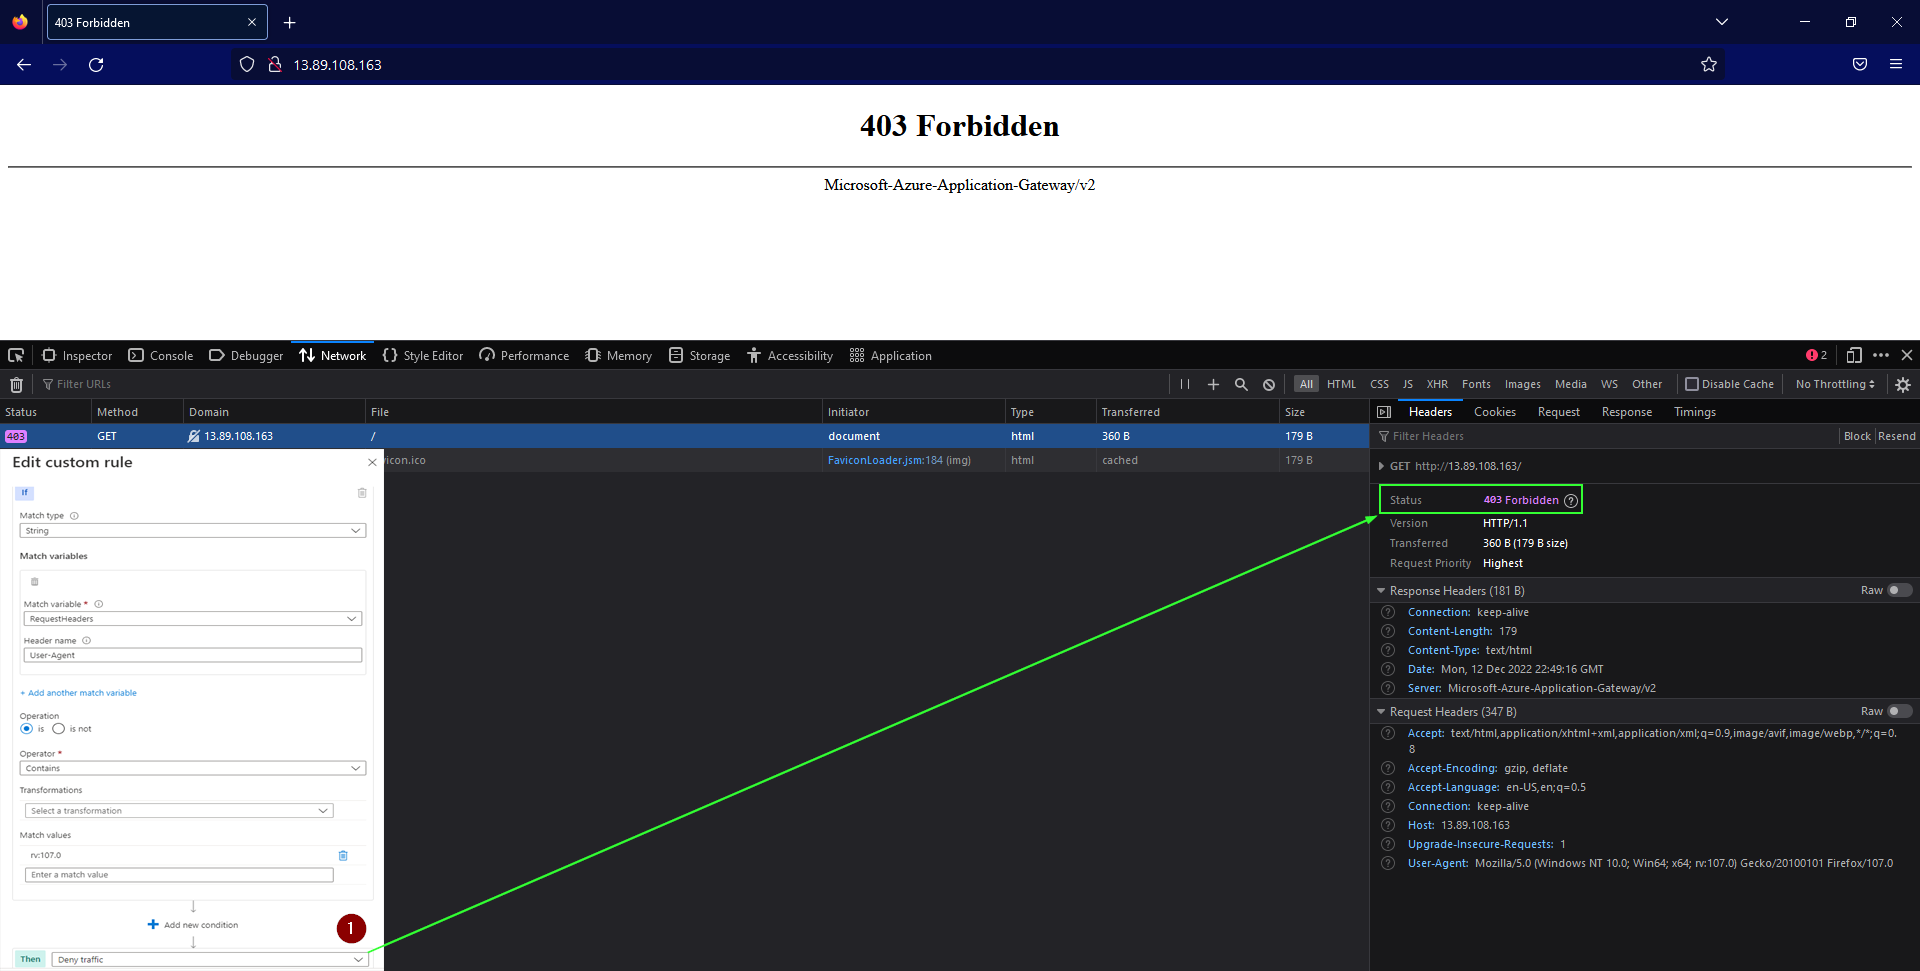 403 Forbidden
13.89.108.163
403 Forbidden
Microsoft-Azure-Application-Gateway/v2
Inspector Console Debugger Network Style Editor Performance Memory Storage Accessibility Application 2
Filter URLs All HTML CSS JS XHR Fonts Images Media WS Other Disable Cache No Throttling
Status Method Domain File Initiator Type Transferred Size
403 GET 13.89.108.163 / document html 360 B 179 B
vicon.ico FaviconLoader.jsm:184 (img) html cached 179 B
Edit custom rule
If
Match type
String
Match variables
Match variable *
RequestHeaders
Header name
User-Agent
+ Add another match variable
Operation
is is not
Operator *
Contains
Transformations
Select a transformation
Match values
rv:107.0
Enter a match value
Add new condition
1
Then Deny traffic
Headers Cookies Request Response Timings
Filter Headers Block Resend
GET http://13.89.108.163/
Status 403 Forbidden
Version HTTP/1.1
Transferred 360 B (179 B size)
Request Priority Highest
Response Headers (181 B) Raw
Connection: keep-alive
Content-Length: 179
Content-Type: text/html
Date: Mon, 12 Dec 2022 22:49:16 GMT
Server: Microsoft-Azure-Application-Gateway/v2
Request Headers (347 B) Raw
Accept: text/html,application/xhtml+xml,application/xml;q=0.9,image/avif,image/webp,*/*;q=0.
8
Accept-Encoding: gzip, deflate
Accept-Language: en-US,en;q=0.5
Connection: keep-alive
Host: 13.89.108.163
Upgrade-Insecure-Requests: 1
User-Agent: Mozilla/5.0 (Windows NT 10.0; Win64; x64; rv:107.0) Gecko/20100101 Firefox/107.0